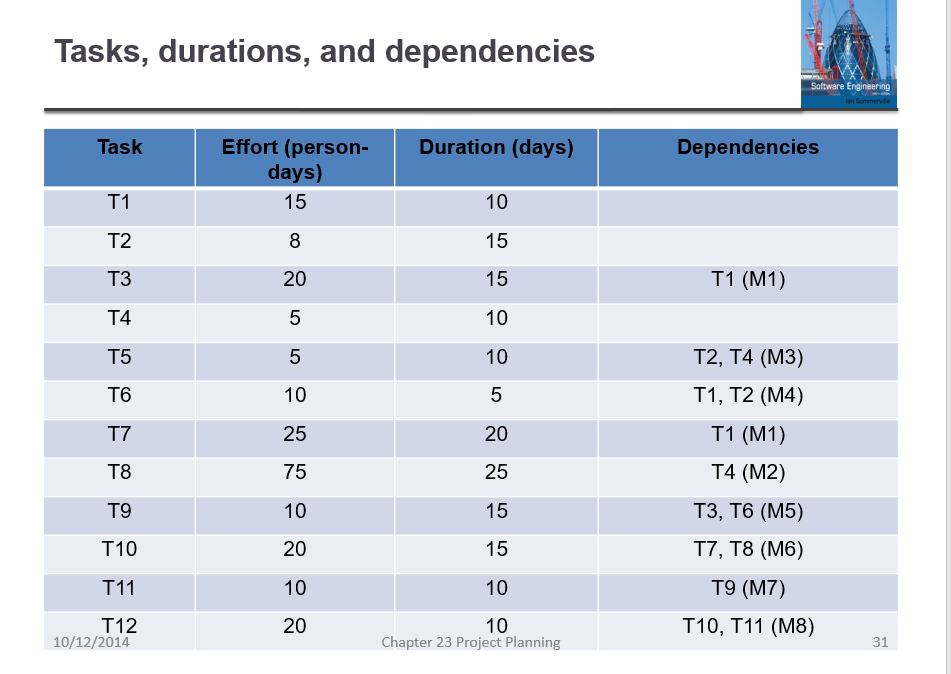 Tasks, durations, and dependencies
Software Engineering
Ian Sommerville
Task Effort (person- Duration (days) Dependencies
days)
T1 15 10
T2 8 15
T3 20 15 T1 (M1)
T4 5 10
T5 5 10 T2, T4 (M3)
T6 10 5 T1, T2 (M4)
T7 25 20 T1 (M1)
T8 75 25 T4 (M2)
T9 10 15 T3, T6 (M5)
T10 20 15 T7, T8 (M6)
T11 10 10 T9 (M7)
T12 20 10 T10, T11 (M8)
10/12/2014 Chapter 23 Project Planning 31